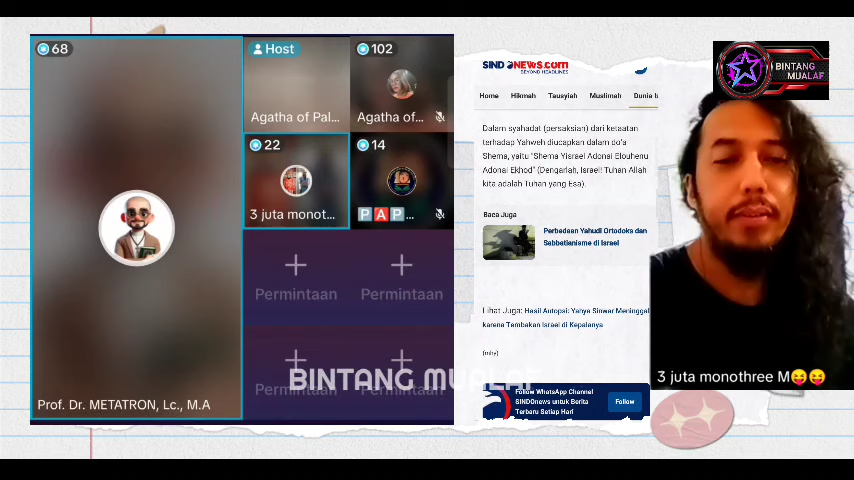 68
Host
102
Agatha of Pal...
Agatha of...
22
14
3 juta monot...
PAP...
Permintaan
Permintaan
Permintaan
Permintaan
Prof. Dr. METATRON, Lc., M.A
BINTANG MUALAF
SINDONEWS.COM
BEYOND HEADLINES
Home Hikmah Tausyiah Muslimah Dunia I
Dalam syahadat (persaksian) dari ketaatan
terhadap Yahweh diucapkan dalam do'a
Shema, yaitu "Shema Yisrael Adonai Elouhenu
Adonai Ekhod" (Dengarlah, Israel! Tuhan Allah
kita adalah Tuhan yang Esa).
Baca Juga
Perbedaan Yahudi Ortodoks dan
Sabbatianisme di Israel
Lihat Juga: Hasil Autopsi: Yahya Sinwar Meninggal
karena Tembakan Israel di Kepalanya
(mhy)
Follow WhatsApp Channel
SINDOnews untuk Berita
Terbaru Setiap Hari
Follow
BINTANG
MUALAF
3 juta monothree M😝😝